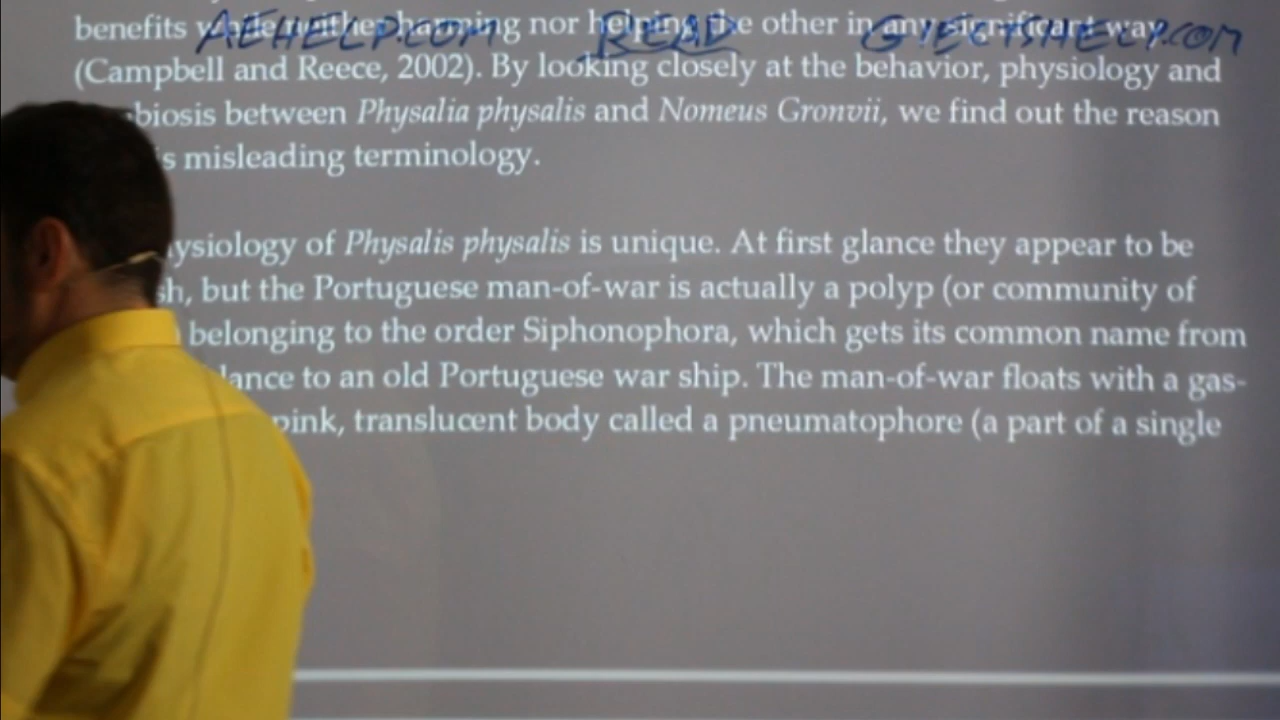 AEHELP.COM READ GIELTSHELP.COM
benefits while neither harming nor helping the other in any significant way
(Campbell and Reece, 2002). By looking closely at the behavior, physiology and
biosis between Physalia physalis and Nomeus Gronvii, we find out the reason
s misleading terminology.
ysiology of Physalis physalis is unique. At first glance they appear to be
sh, but the Portuguese man-of-war is actually a polyp (or community of
) belonging to the order Siphonophora, which gets its common name from
lance to an old Portuguese war ship. The man-of-war floats with a gas-
pink, translucent body called a pneumatophore (a part of a single